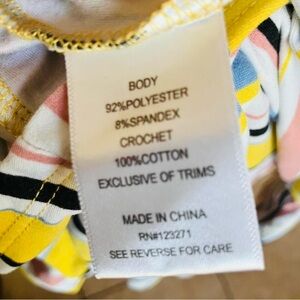 BODY
92%POLYESTER
8%SPANDEX
CROCHET
100%COTTON
EXCLUSIVE OF TRIMS
MADE IN CHINA
RN#123271
SEE REVERSE FOR CARE